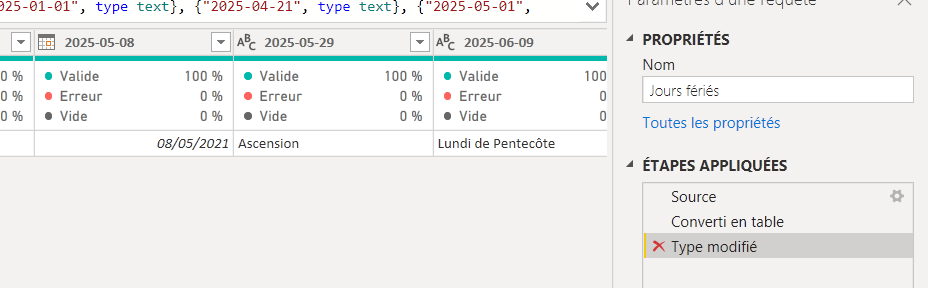 025-01-01", type text}, {"2025-04-21", type text}, {"2025-05-01",
2025-05-08 ABC 2025-05-29 ABC 2025-06-09
0 % Valide 100 % Valide 100 % Valide 100
0 % Erreur 0 % Erreur 0 % Erreur 0
0 % Vide 0 % Vide 0 % Vide 0
08/05/2021 Ascension Lundi de Pentecôte
Paramètres d'une requête
PROPRIÉTÉS
Nom
Jours fériés
Toutes les propriétés
ÉTAPES APPLIQUÉES
Source
Converti en table
Type modifié